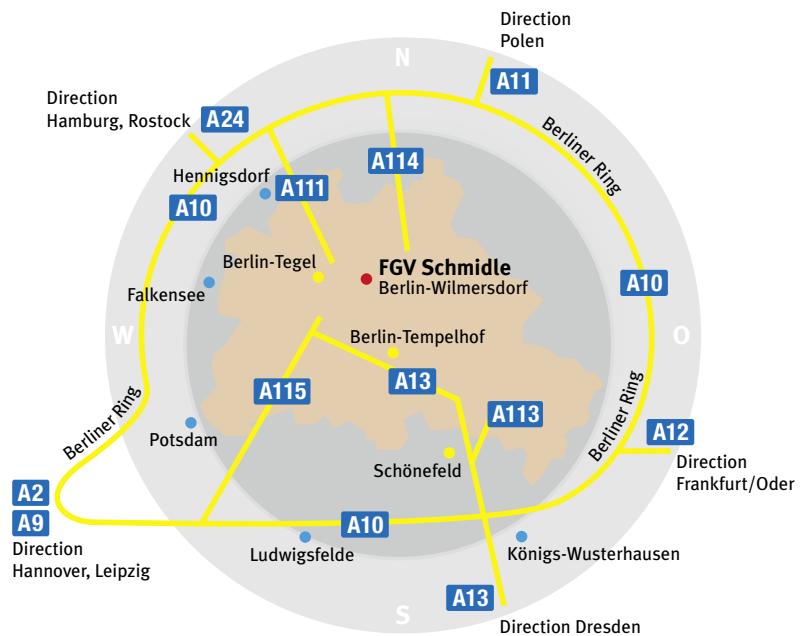 Direction
Polen
N
A11
Direction
Hamburg, Rostock
A24
Berliner Ring
A114
Hennigsdorf
A111
A10
Berlin-Tegel
FGV Schmidle
Berlin-Wilmersdorf
Falkensee
A10
W
O
Berlin-Tempelhof
A13
A115
Berliner Ring
Berliner Ring
A113
A12
Potsdam
Schönefeld
Direction
Frankfurt/Oder
A2
A9
A10
Direction
Hannover, Leipzig
Ludwigsfelde
Königs-Wusterhausen
A13
S
Direction Dresden